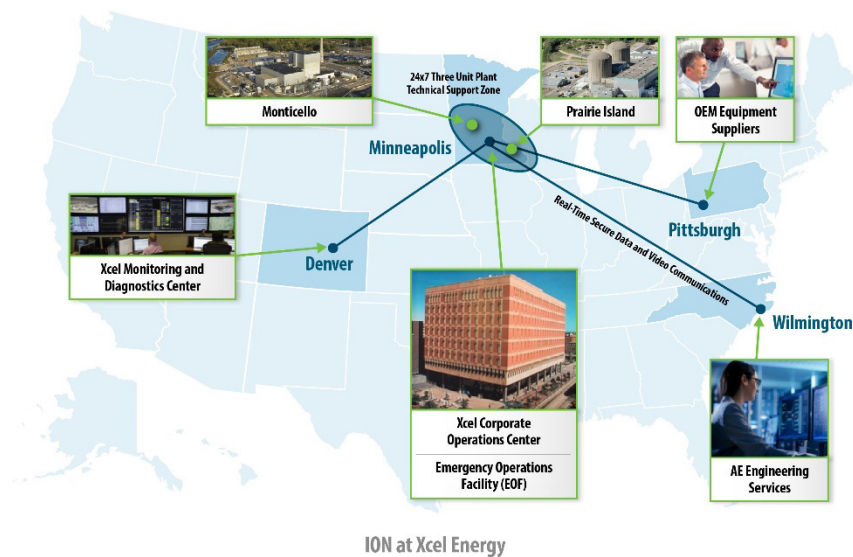 24x7 Three Unit Plant
Technical Support Zone
Monticello
Prairie Island
OEM Equipment
Suppliers
Minneapolis
Pittsburgh
Real-Time Secure Data and Video Communications
Xcel Monitoring and
Diagnostics Center
Denver
Wilmington
Xcel Corporate
Operations Center
Emergency Operations
Facility (EOF)
AE Engineering
Services
ION at Xcel Energy